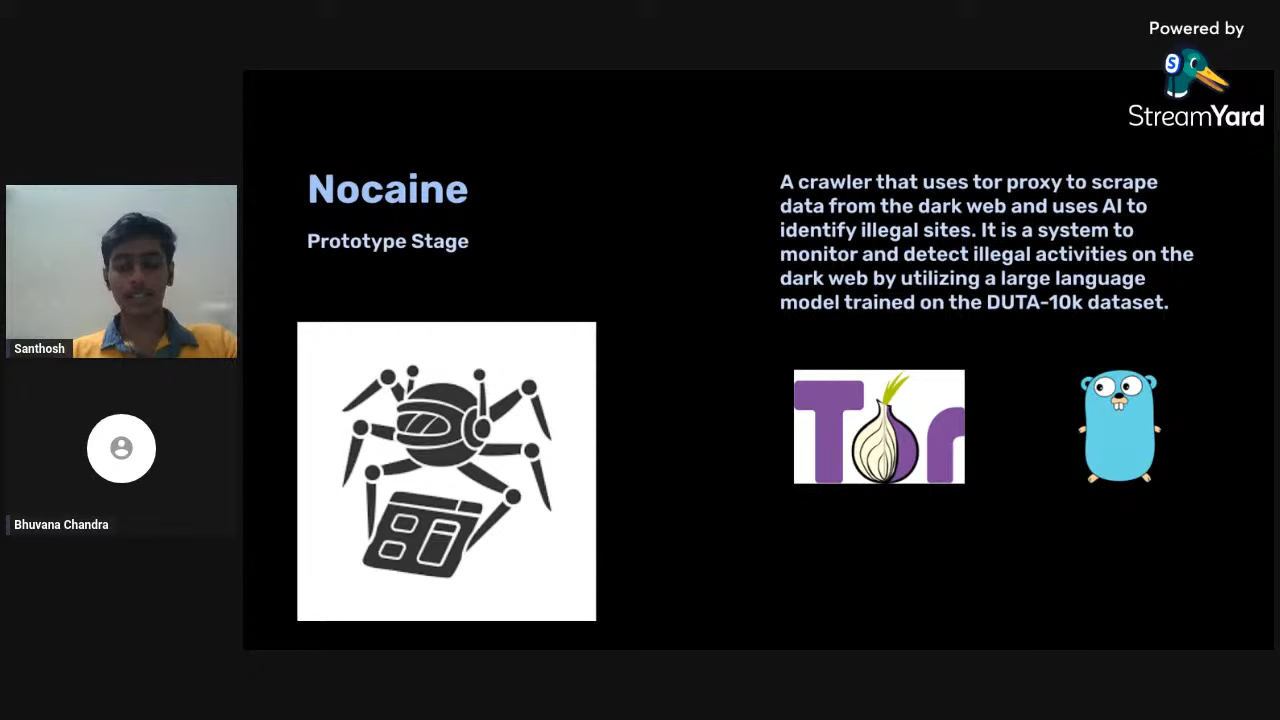 Powered by
StreamYard
Nocaine
Prototype Stage
A crawler that uses tor proxy to scrape
data from the dark web and uses AI to
identify illegal sites. It is a system to
monitor and detect illegal activities on the
dark web by utilizing a large language
model trained on the DUTA-10k dataset.
Tor
Santhosh
Bhuvana Chandra